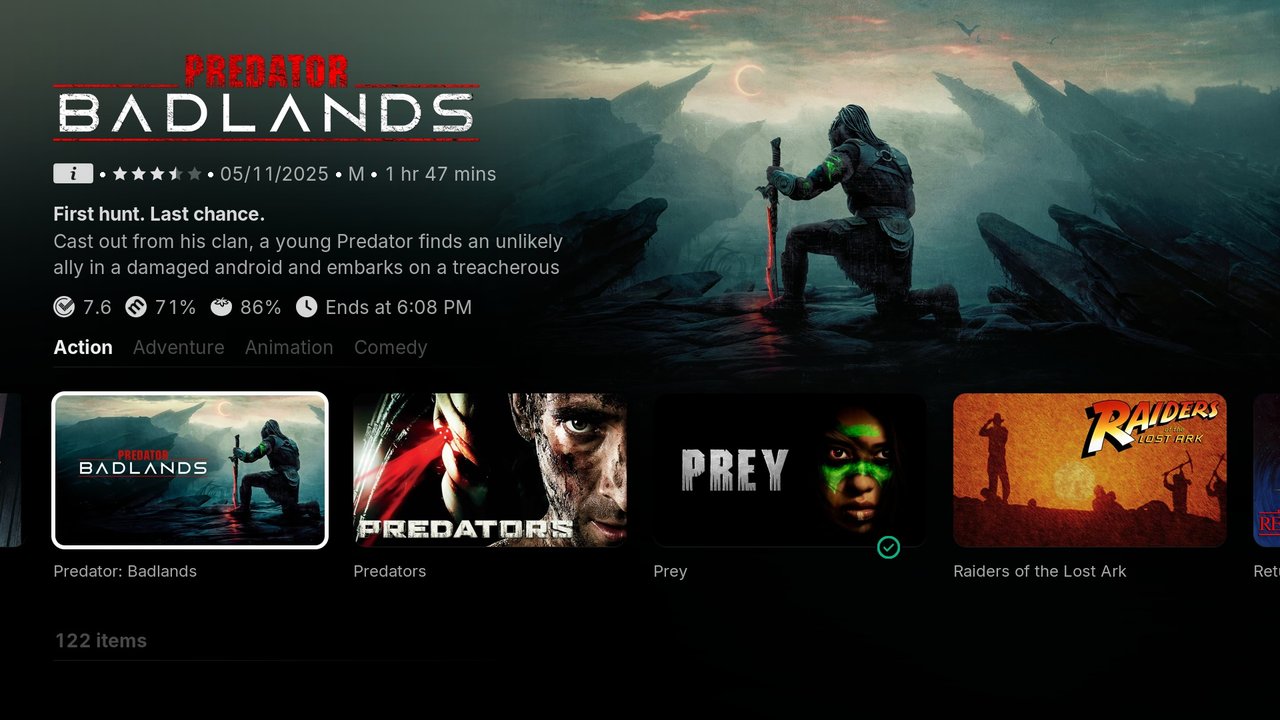 PREDATOR
BADLANDS
i • • 05/11/2025 • M • 1 hr 47 mins
First hunt. Last chance.
Cast out from his clan, a young Predator finds an unlikely
ally in a damaged android and embarks on a treacherous
7.6 71% 86% Ends at 6:08 PM
Action Adventure Animation Comedy
PREDATOR
BADLANDS
PREDATORS
PREY
RAIDERS
of the
LOST ARK
RE
Predator: Badlands
Predators
Prey
Raiders of the Lost Ark
Retu
122 items